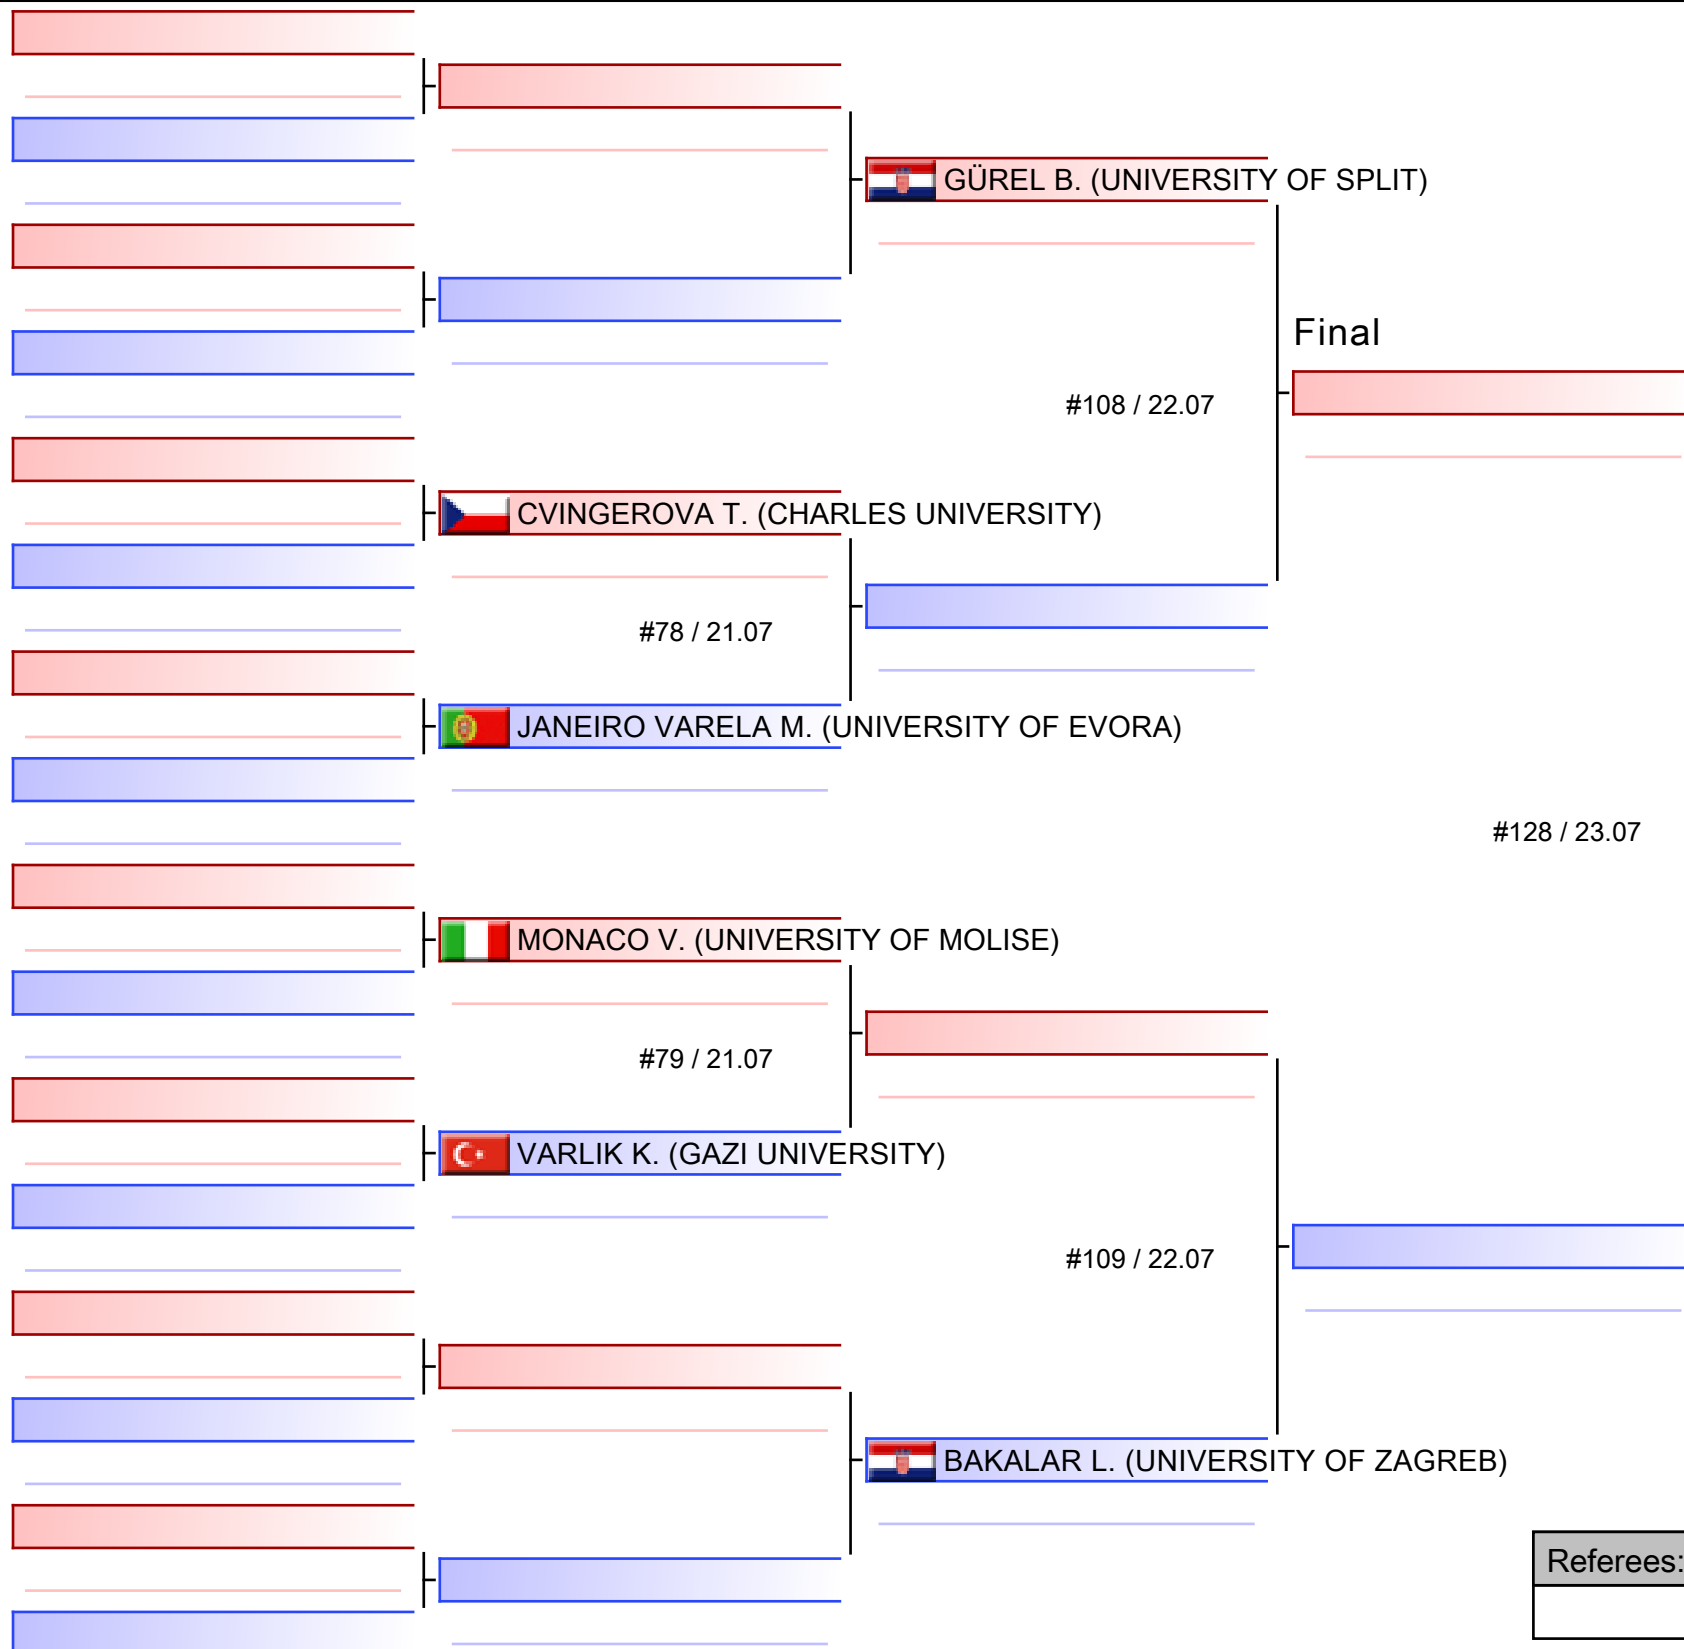 GÜREL B. (UNIVERSITY OF SPLIT)
Final
#108 / 22.07
CVINGEROVA T. (CHARLES UNIVERSITY)
#78 / 21.07
JANEIRO VARELA M. (UNIVERSITY OF EVORA)
#128 / 23.07
MONACO V. (UNIVERSITY OF MOLISE)
#79 / 21.07
VARLIK K. (GAZI UNIVERSITY)
#109 / 22.07
BAKALAR L. (UNIVERSITY OF ZAGREB)
Referees: